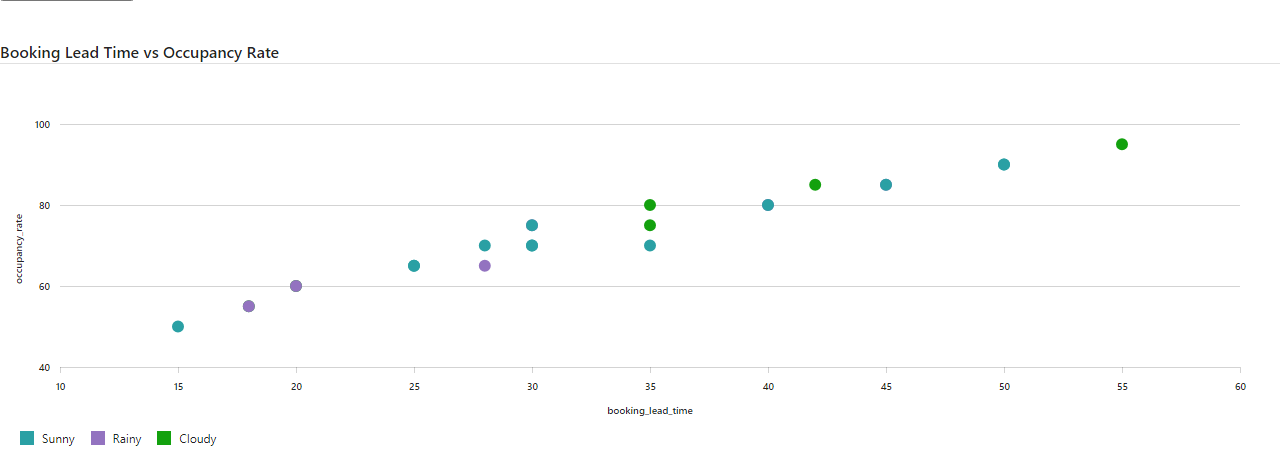 Booking Lead Time vs Occupancy Rate
100
80
60
40
occupancy_rate
10 15 20 25 30 35 40 45 50 55 60
booking_lead_time
Sunny Rainy Cloudy